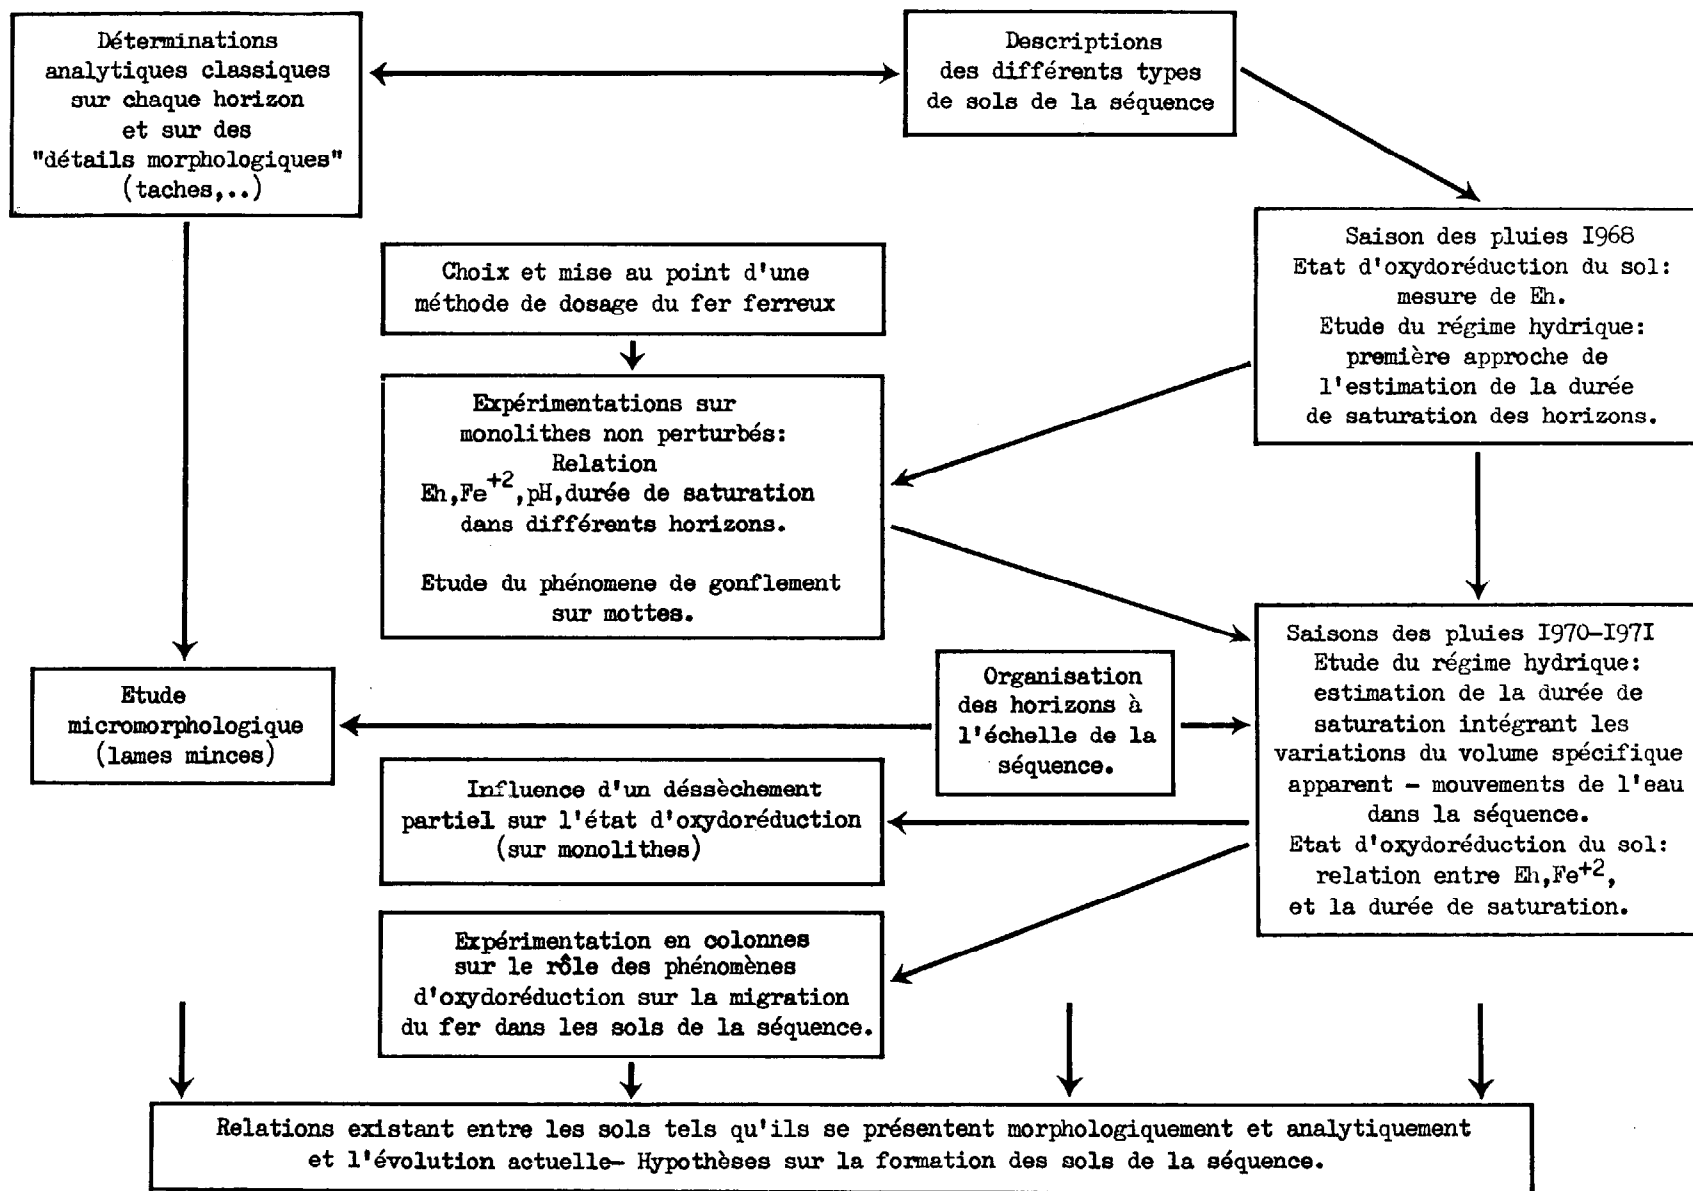 Déterminations
analytiques classiques
sur chaque horizon
et sur des
"détails morphologiques"
(taches,..)
Descriptions
des différents types
de sols de la séquence
Saison des pluies I968
Etat d'oxydoréduction du sol:
mesure de Eh.
Etude du régime hydrique:
première approche de
l'estimation de la durée
de saturation des horizons.
Choix et mise au point d'une
méthode de dosage du fer ferreux
Expérimentations sur
monolithes non perturbés:
Relation
Eh,Fe+2,pH,durée de saturation
dans différents horizons.
Etude du phénomene de gonflement
sur mottes.
Saisons des pluies I970-I97I
Etude du régime hydrique:
estimation de la durée de
saturation intégrant les
variations du volume spécifique
apparent - mouvements de l'eau
dans la séquence.
Etat d'oxydoréduction du sol:
relation entre Eh,Fe+2,
et la durée de saturation.
Organisation
des horizons à
l'échelle de la
séquence.
Etude
micromorphologique
(lames minces)
Influence d'un déssèchement
partiel sur l'état d'oxydoréduction
(sur monolithes)
Expérimentation en colonnes
sur le rôle des phénomènes
d'oxydoréduction sur la migration
du fer dans les sols de la séquence.
Relations existant entre les sols tels qu'ils se présentent morphologiquement et analytiquement
et l'évolution actuelle- Hypothèses sur la formation des sols de la séquence.